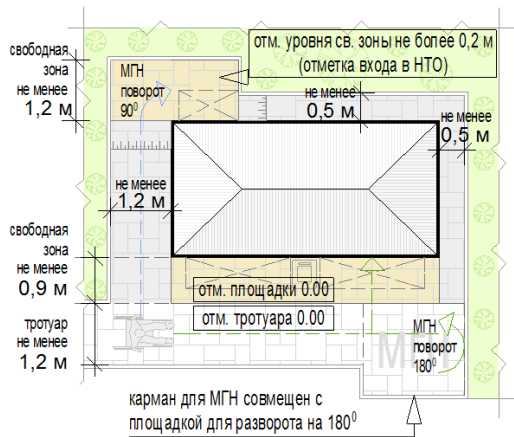 отм. уровня св. зоны не более 0,2 м
(отметка входа в НТО)
свободная
зона
не менее
1,2 м
МГН
поворот
90⁰
не менее
0,5 м
не менее
0,5 м
не менее
1,2 м
свободная
зона
не менее
0,9 м
отм. площадки 0.00
отм. тротуара 0.00
тротуар
не менее
1,2 м
МГН
МГН
поворот
180⁰
карман для МГН совмещен с
площадкой для разворота на 180⁰